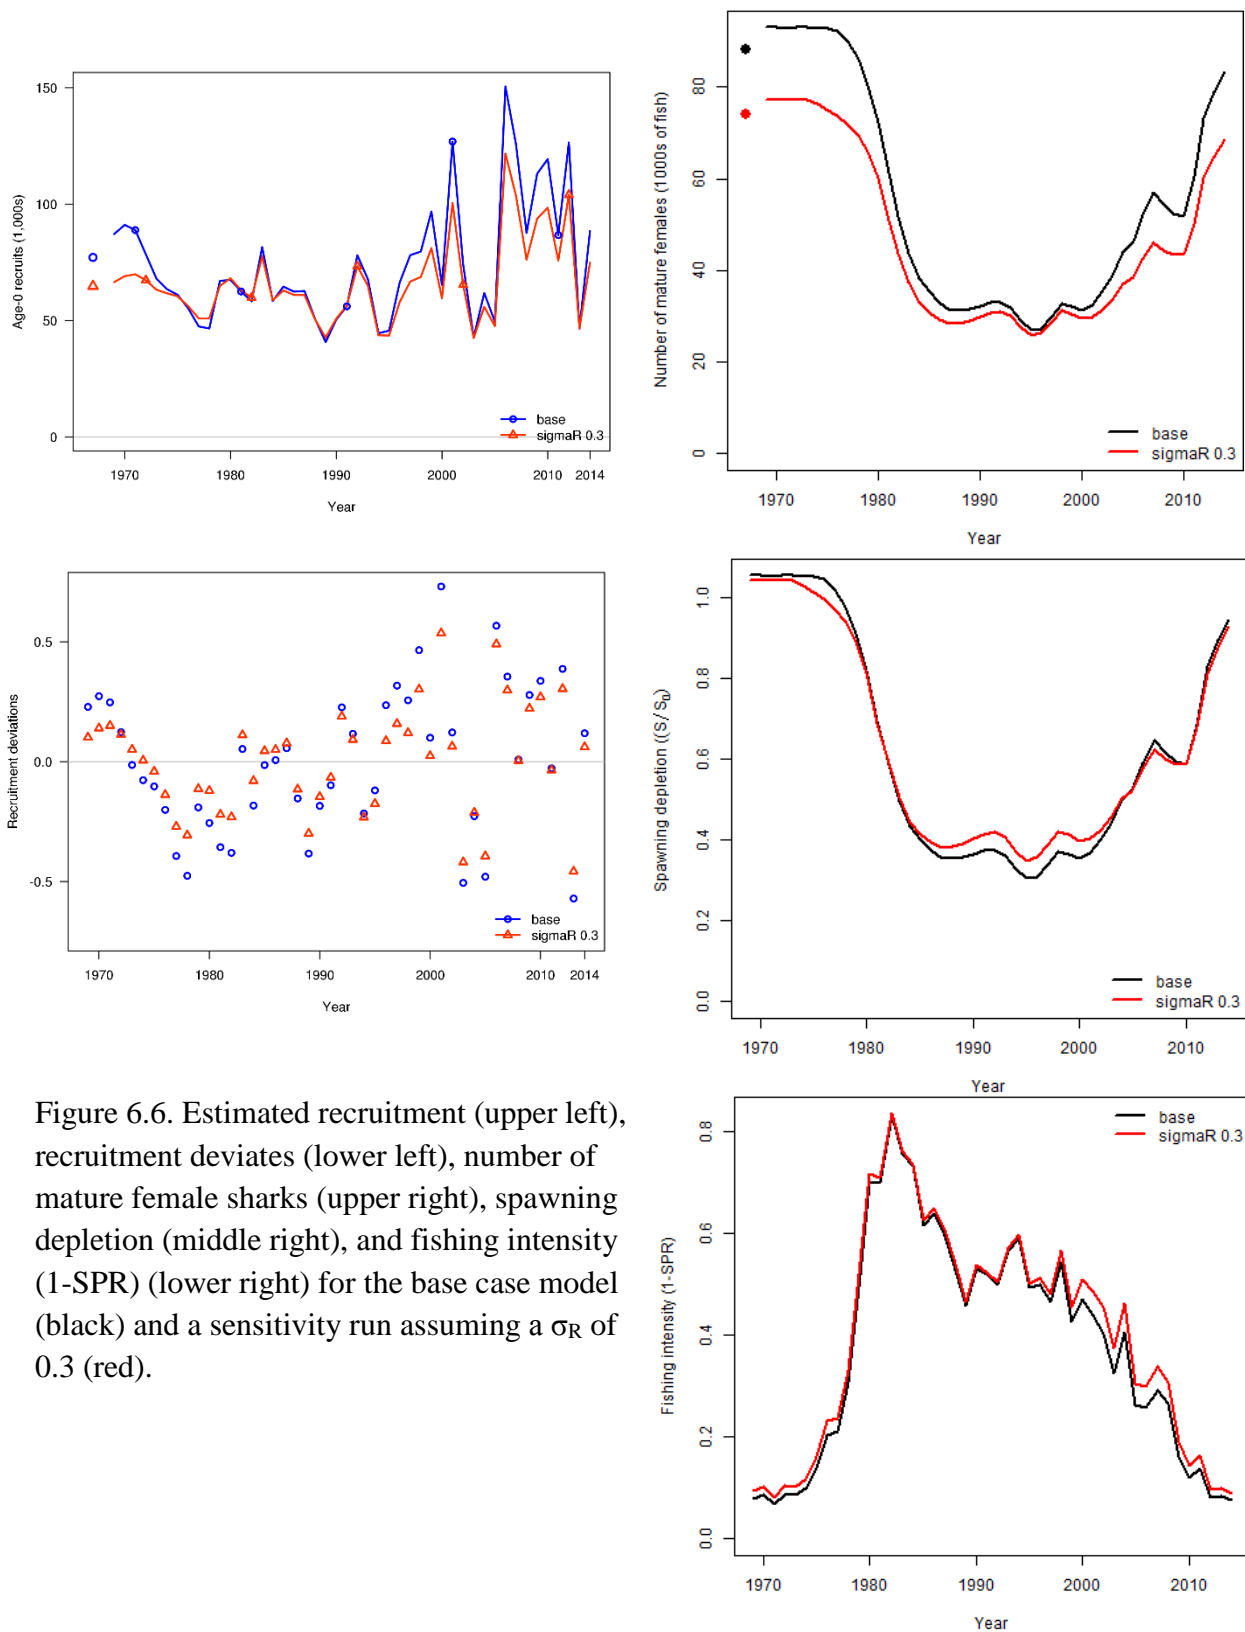 150
100
50
0
Age-0 recruits (1,000s)
base
sigmaR 0.3
1970 1980 1990 2000 2010 2014
Year
80
60
40
20
0
Number of mature females (1000s of fish)
base
sigmaR 0.3
1970 1980 1990 2000 2010
Year
0.5
0.0
-0.5
Recruitment deviations
base
sigmaR 0.3
1970 1980 1990 2000 2010 2014
Year
1.0
0.8
0.6
0.4
0.2
0.0
Spawning depletion ((S/S0)
base
sigmaR 0.3
1970 1980 1990 2000 2010
Year
Figure 6.6. Estimated recruitment (upper left),
recruitment deviates (lower left), number of
mature female sharks (upper right), spawning
depletion (middle right), and fishing intensity
(1-SPR) (lower right) for the base case model
(black) and a sensitivity run assuming a σR of
0.3 (red).
0.8
0.6
0.4
0.2
0.0
Fishing intensity (1-SPR)
base
sigmaR 0.3
1970 1980 1990 2000 2010
Year